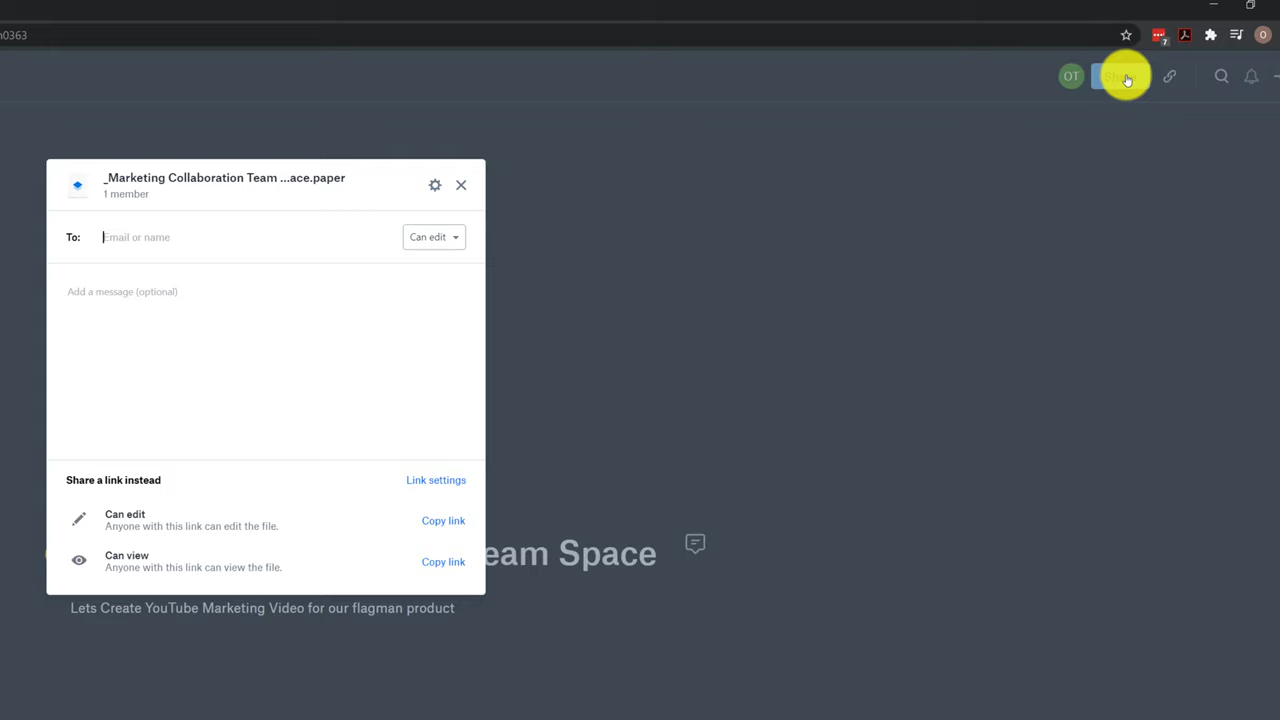 n0363
7
O
OT
_Marketing Collaboration Team ...ace.paper
1 member
To: Email or name
Can edit
Add a message (optional)
Share a link instead
Link settings
Can edit
Anyone with this link can edit the file.
Copy link
Can view
Anyone with this link can view the file.
Copy link
eam Space
Lets Create YouTube Marketing Video for our flagman product